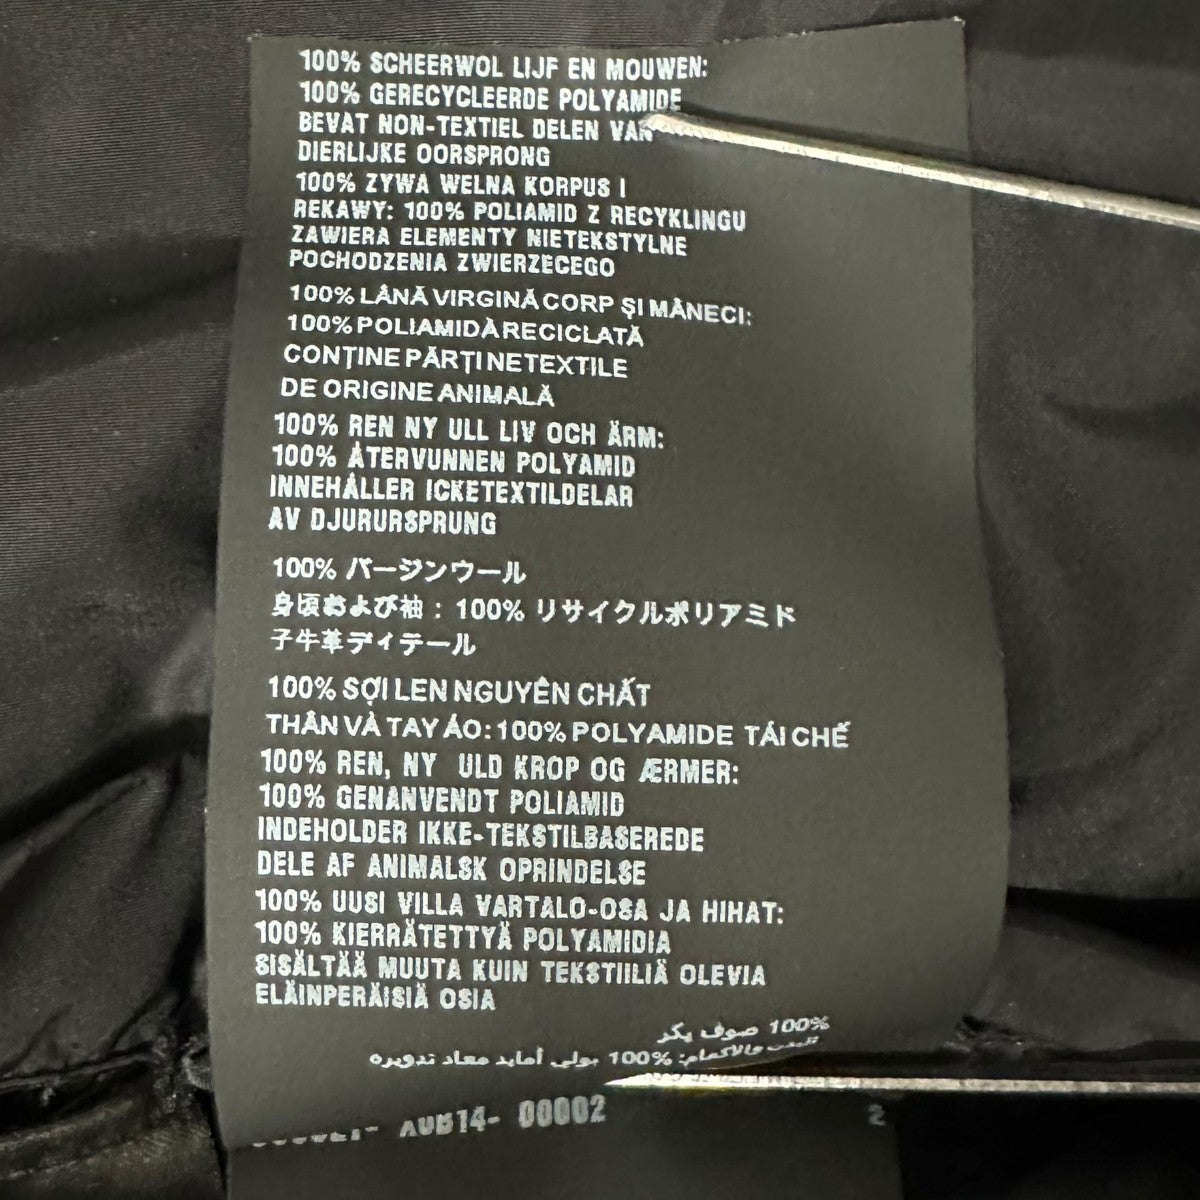 100% SCHEERWOL LIJF EN MOUWEN:
100% GERECYCLEERDE POLYAMIDE
BEVAT NON-TEXTIEL DELEN VAN
DIERLIJKE OORSPRONG
100% ZYWA WELNA KORPUS I
REKAWY: 100% POLIAMID Z RECYKLINGU
ZAWIERA ELEMENTY NIETEKSTYLNE
POCHODZENIA ZWIERZECEGO
100% LÂNĂ VIRGINĂ CORP ŞI MÂNECI:
100% POLIAMIDĂ RECICLATĂ
CONŢINE PĂRŢI NETEXTILE
DE ORIGINE ANIMALĂ
100% REN NY ULL LIV OCH ÄRM:
100% ÅTERVUNNEN POLYAMID
INNEHÅLLER ICKETEXTILDELAR
AV DJURURSPRUNG
100% バージンウール
身頃および袖：100% リサイクルポリアミド
子牛革ディテール
100% SỢI LEN NGUYÊN CHẤT
THÂN VÀ TAY ÁO: 100% POLYAMIDE TÁI CHẾ
100% REN, NY ULD KROP OG ÆRMER:
100% GENANVENDT POLIAMID
INDEHOLDER IKKE-TEKSTILBASEREDE
DELE AF ANIMALSK OPRINDELSE
100% UUSI VILLA VARTALO-OSA JA HIHAT:
100% KIERRÄTETTYÄ POLYAMIDIA
SISÄLTÄÄ MUUTA KUIN TEKSTIILIÄ OLEVIA
ELÄINPERÄISIÄ OSIA
100% صوف بكر
والأكمام: 100% بولي أمايد معاد تدويره
00002
2